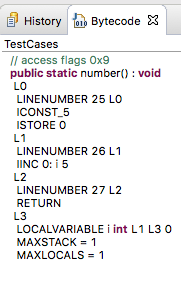 History
Bytecode
TestCases
// access flags 0x9
public static number() : void
L0
LINENUMBER 25 L0
ICONST_5
ISTORE 0
L1
LINENUMBER 26 L1
IINC 0: i 5
L2
LINENUMBER 27 L2
RETURN
L3
LOCALVARIABLE i int L1 L3 0
MAXSTACK = 1
MAXLOCALS = 1